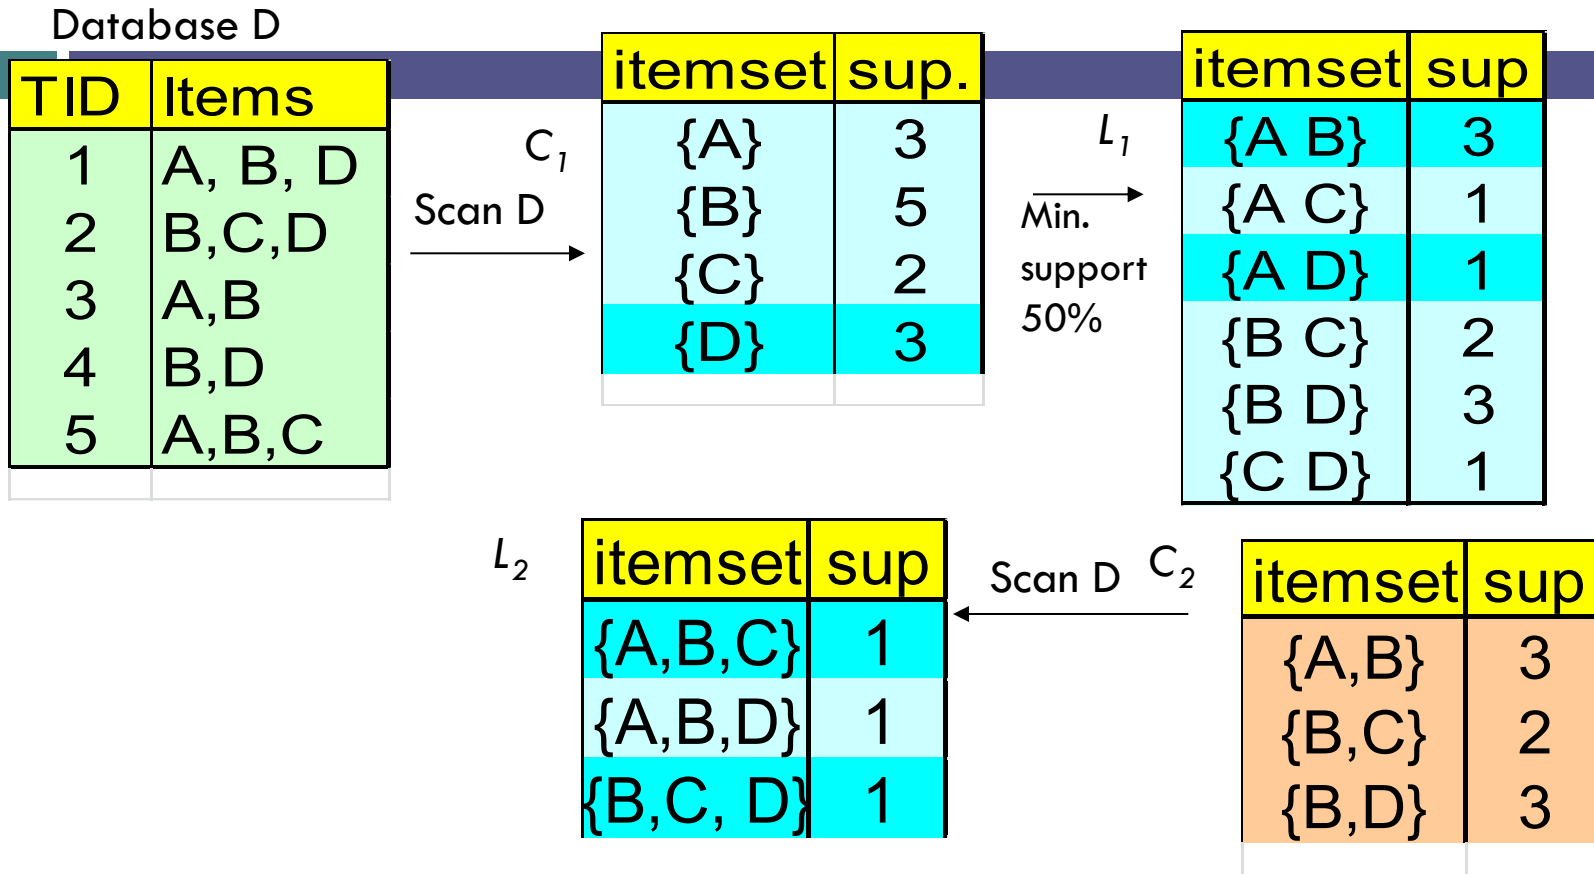 Database D
TID Items
1 A, B, D
2 B,C,D
3 A,B
4 B,D
5 A,B,C
C1
Scan D
itemset sup.
{A} 3
{B} 5
{C} 2
{D} 3
L1
Min.
support
50%
itemset sup
{A B} 3
{A C} 1
{A D} 1
{B C} 2
{B D} 3
{C D} 1
L2
itemset sup
{A,B,C} 1
{A,B,D} 1
{B,C, D} 1
Scan D C2
itemset sup
{A,B} 3
{B,C} 2
{B,D} 3